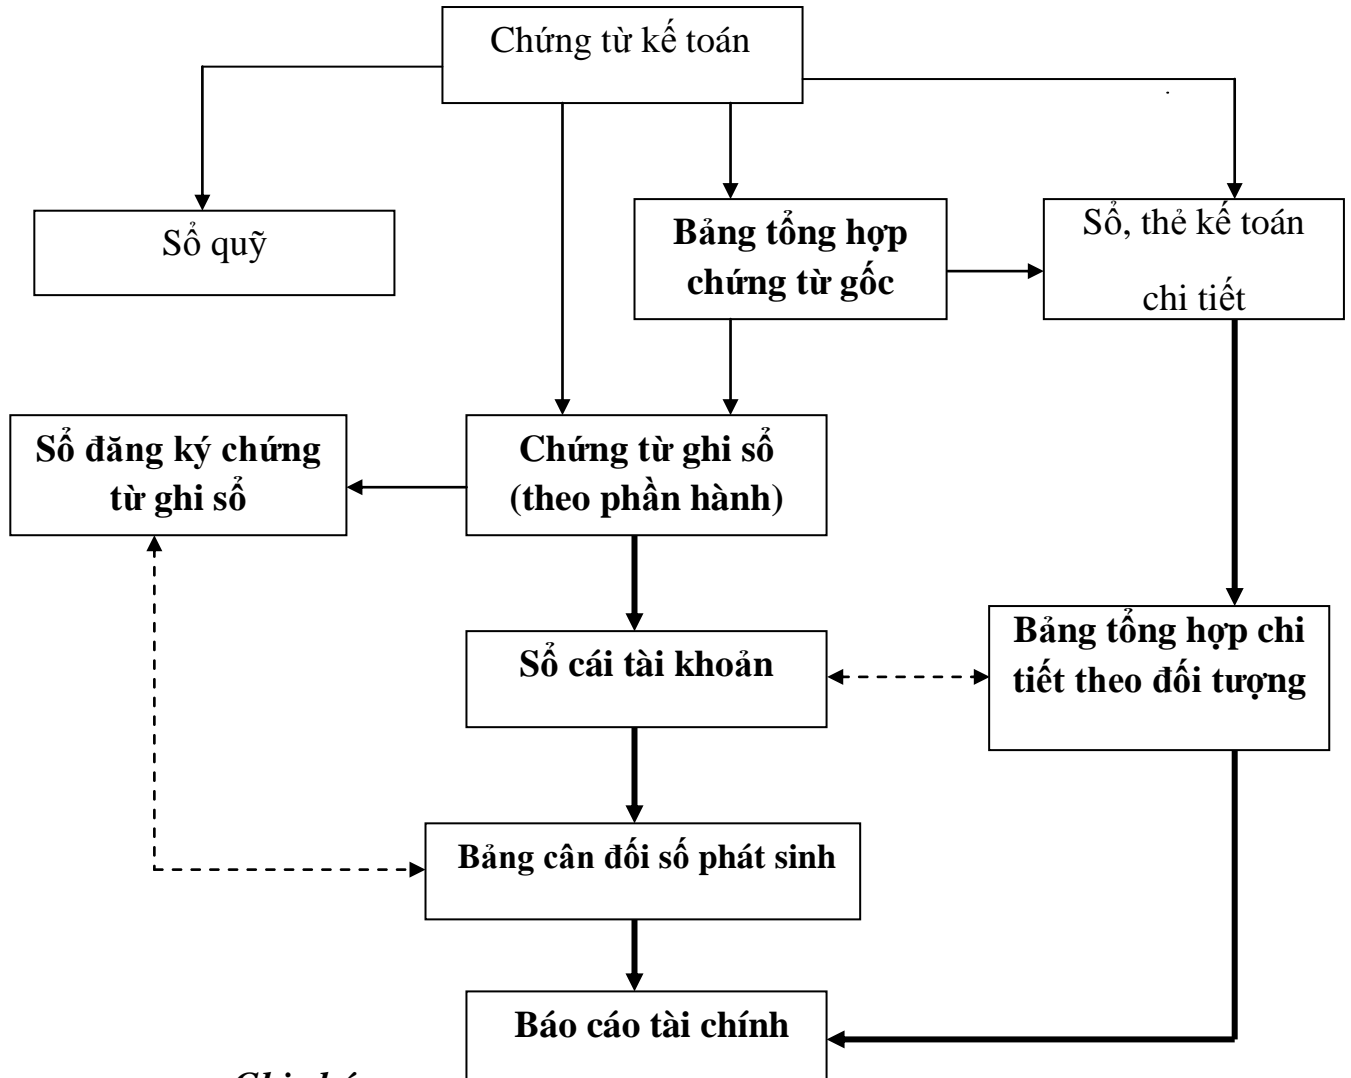 Chứng từ kế toán
Sổ quỹ
Bảng tổng hợp
chứng từ gốc
Sổ, thẻ kế toán
chi tiết
Sổ đăng ký chứng
từ ghi sổ
Chứng từ ghi sổ
(theo phần hành)
Sổ cái tài khoản
Bảng tổng hợp chi
tiết theo đối tượng
Bảng cân đối số phát sinh
Báo cáo tài chính